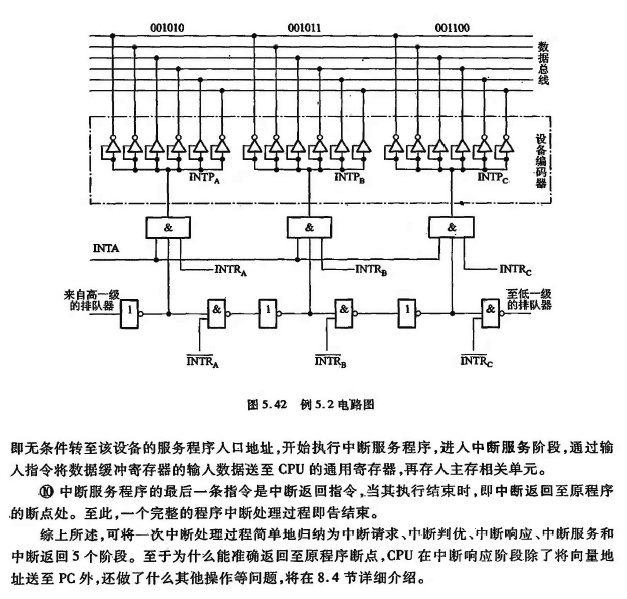 001010 001011 001100
数据总线
设备编码器
INTPA INTPB INTPC
& & &
INTA
INTRA INTRB INTRC
来自高一级的排队器
至低一级的排队器
1 & 1 & 1 &
INTRA INTRB INTRC
图 5.42 例 5.2 电路图
即无条件转至该设备的服务程序入口地址,开始执行中断服务程序,进入中断服务阶段,通过输
入指令将数据缓冲寄存器的输入数据送至 CPU 的通用寄存器,再存入主存相关单元。
⑩ 中断服务程序的最后一条指令是中断返回指令,当其执行结束时,即中断返回至原程序
的断点处。至此,一个完整的程序中断处理过程即告结束。
综上所述,可将一次中断处理过程简单地归纳为中断请求、中断判优、中断响应、中断服务和
中断返回 5 个阶段。至于为什么能准确返回至原程序断点,CPU 在中断响应阶段除了将向量地
址送至 PC 外,还做了什么其他操作等问题,将在 8.4 节详细介绍。